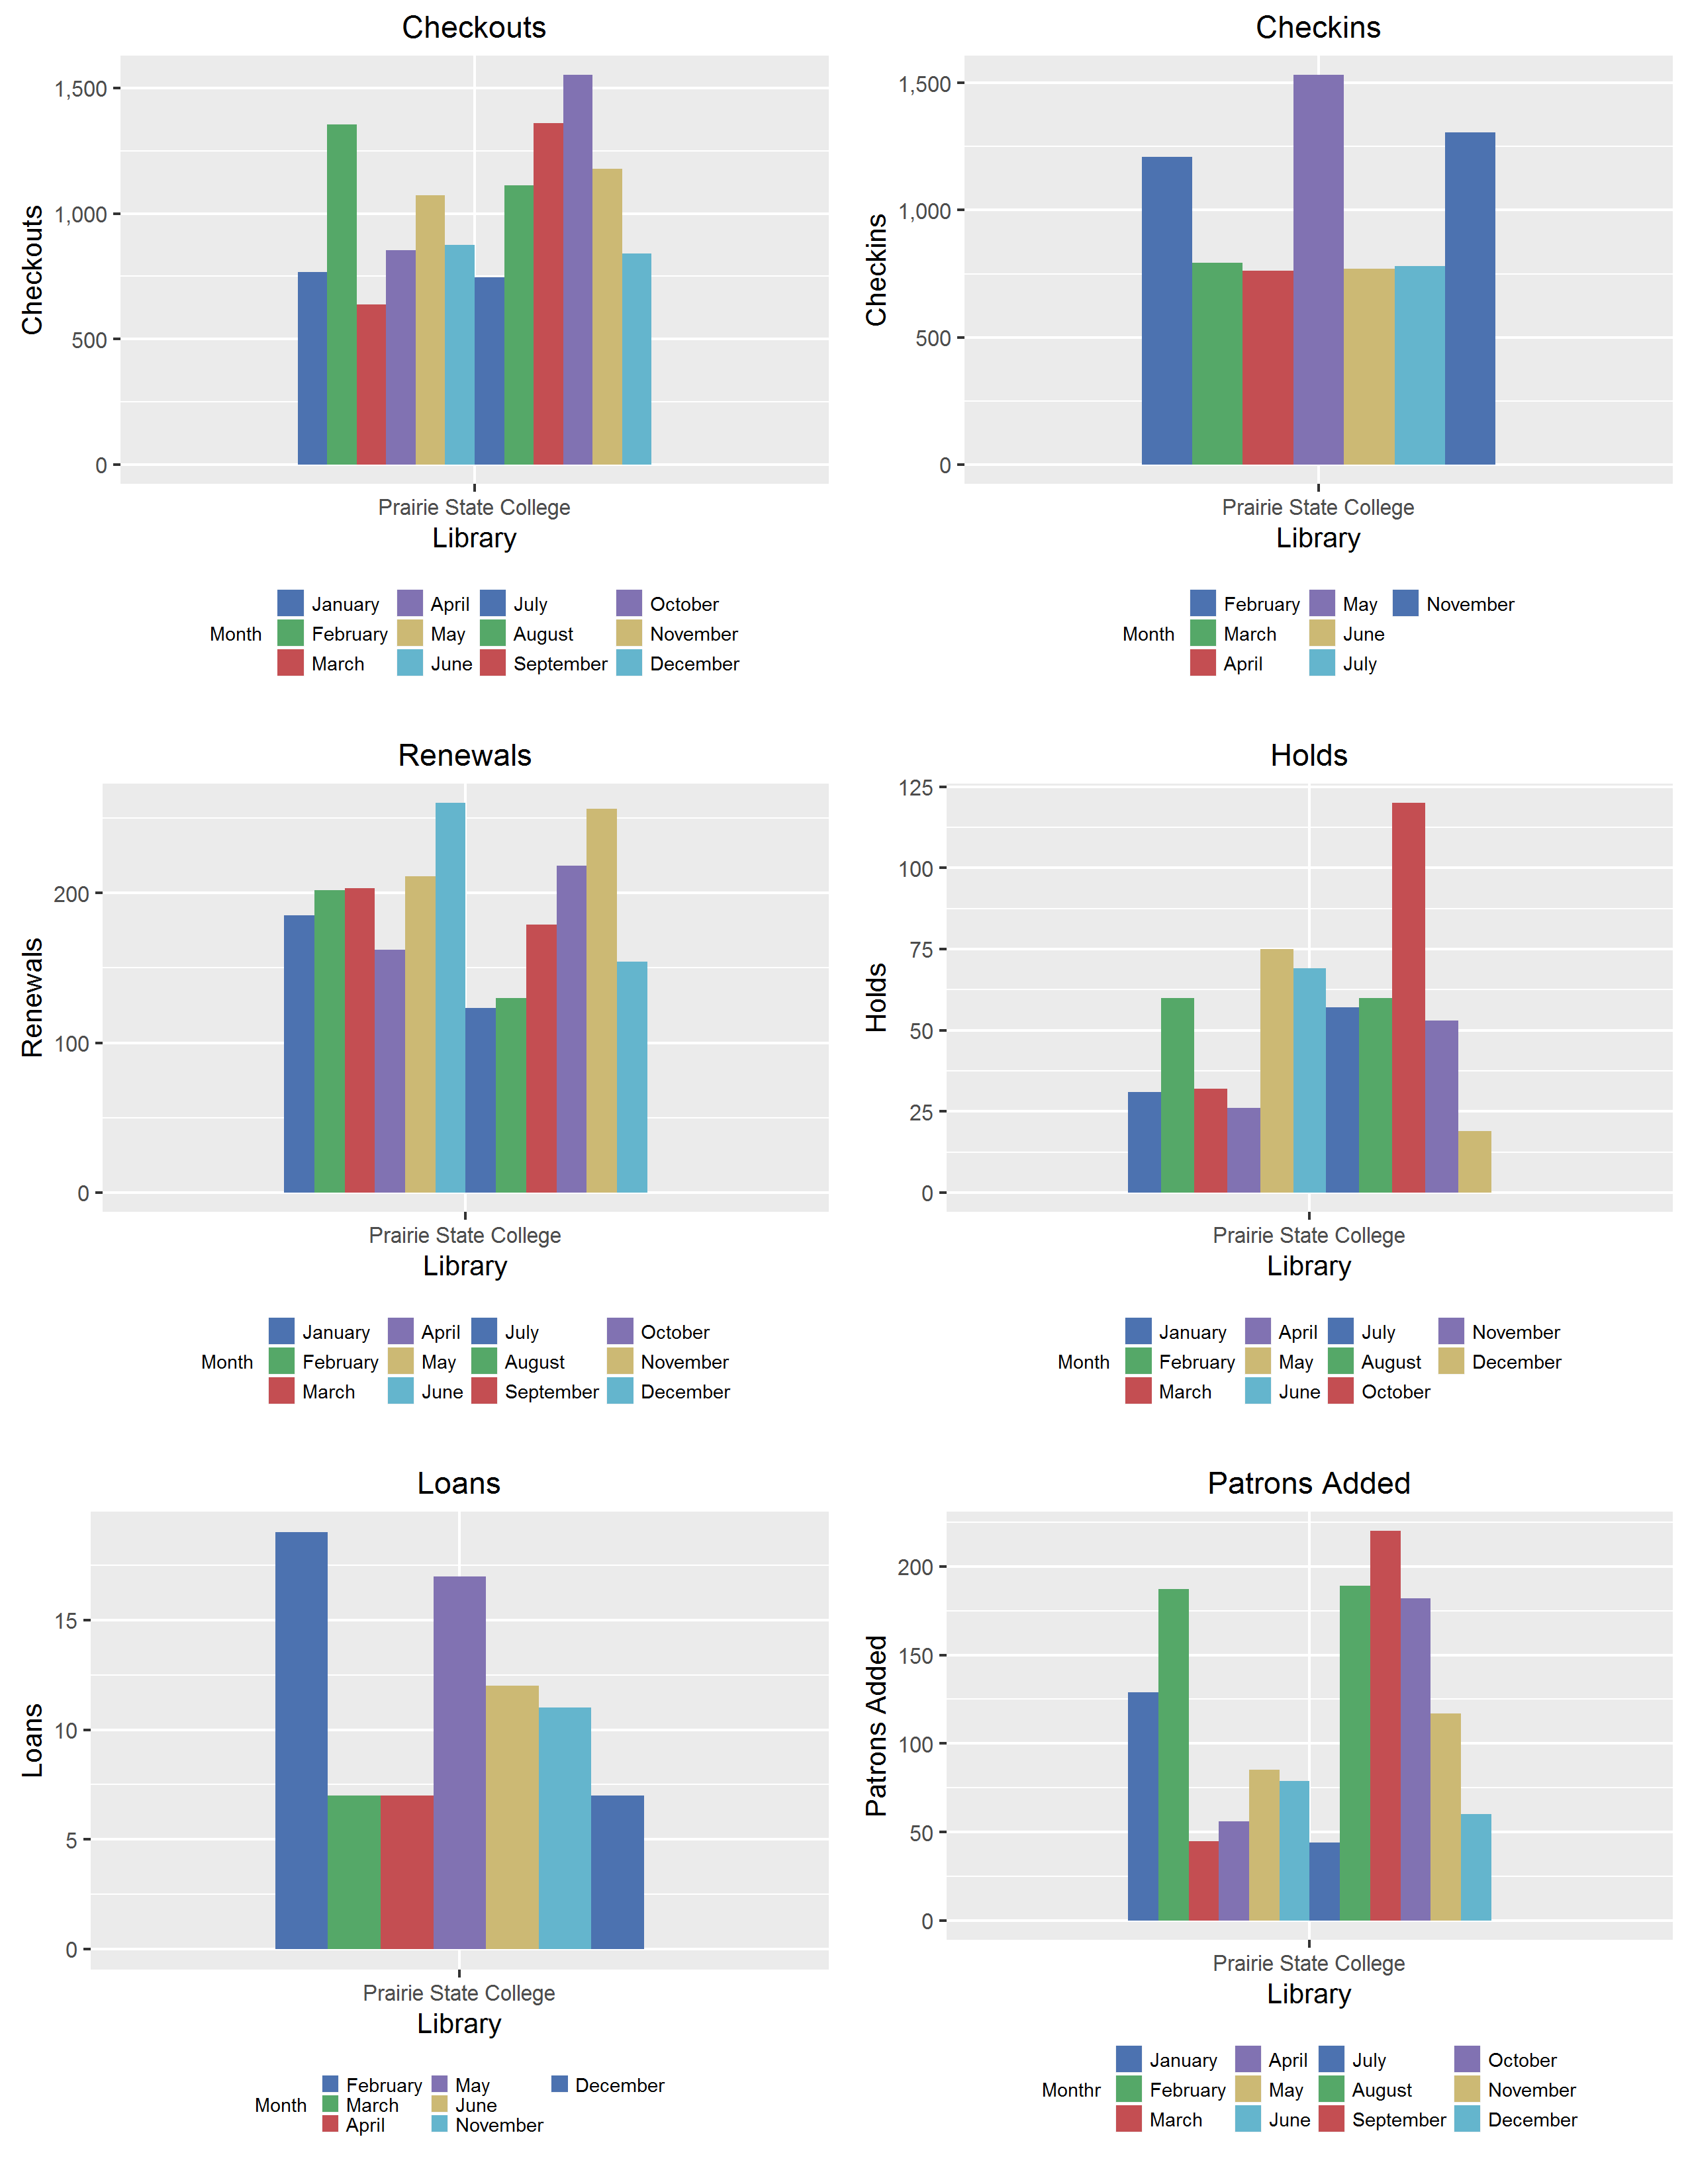 Checkouts
Checkouts
1,500
1,000
500
0
Prairie State College
Library
Month
January April July October
February May August November
March June September December
Checkins
Checkins
1,500
1,000
500
0
Prairie State College
Library
Month
February May November
March June
April July
Renewals
Renewals
200
100
0
Prairie State College
Library
Month
January April July October
February May August November
March June September December
Holds
Holds
125
100
75
50
25
0
Prairie State College
Library
Month
January April July November
February May August December
March June October
Loans
Loans
15
10
5
0
Prairie State College
Library
Month
February May December
March June
April November
Patrons Added
Patrons Added
200
150
100
50
0
Prairie State College
Library
Monthr
January April July October
February May August November
March June September December